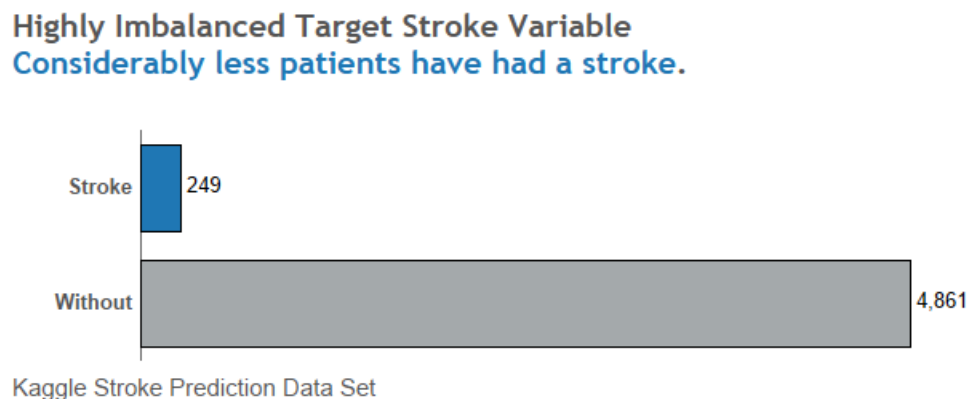 Highly Imbalanced Target Stroke Variable
Considerably less patients have had a stroke.
Stroke 249
Without 4,861
Kaggle Stroke Prediction Data Set